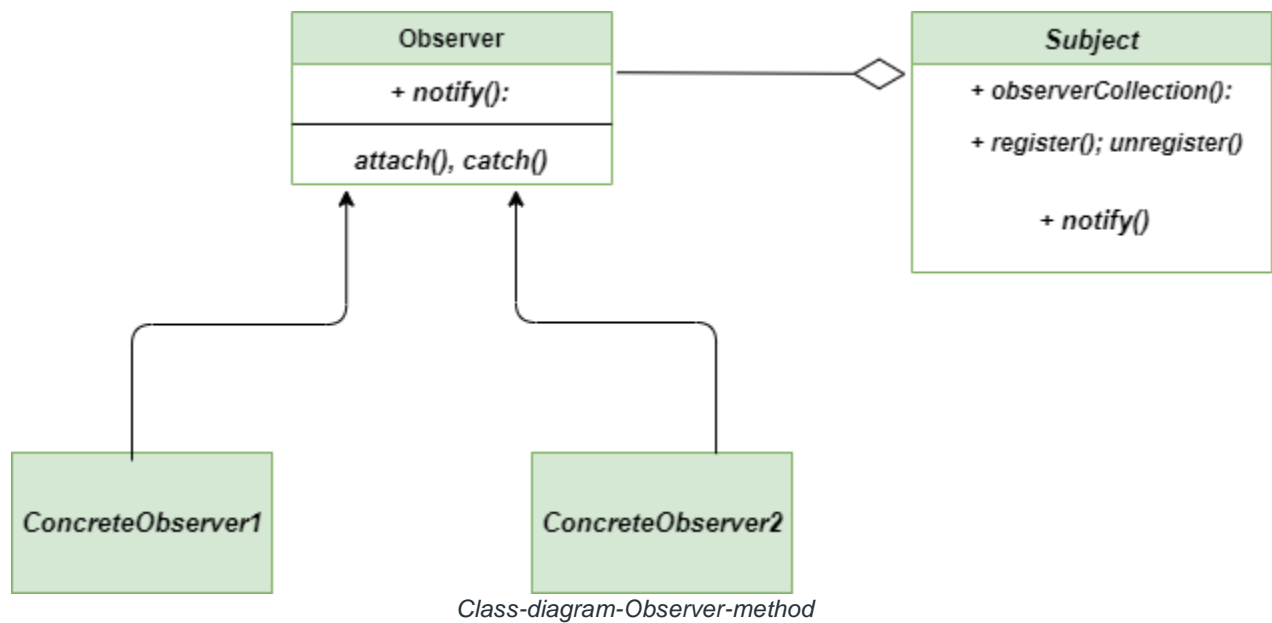 Observer
+ notify():
attach(), catch()
Subject
+ observerCollection():
+ register(); unregister()
+ notify()
ConcreteObserver1
ConcreteObserver2
Class-diagram-Observer-method